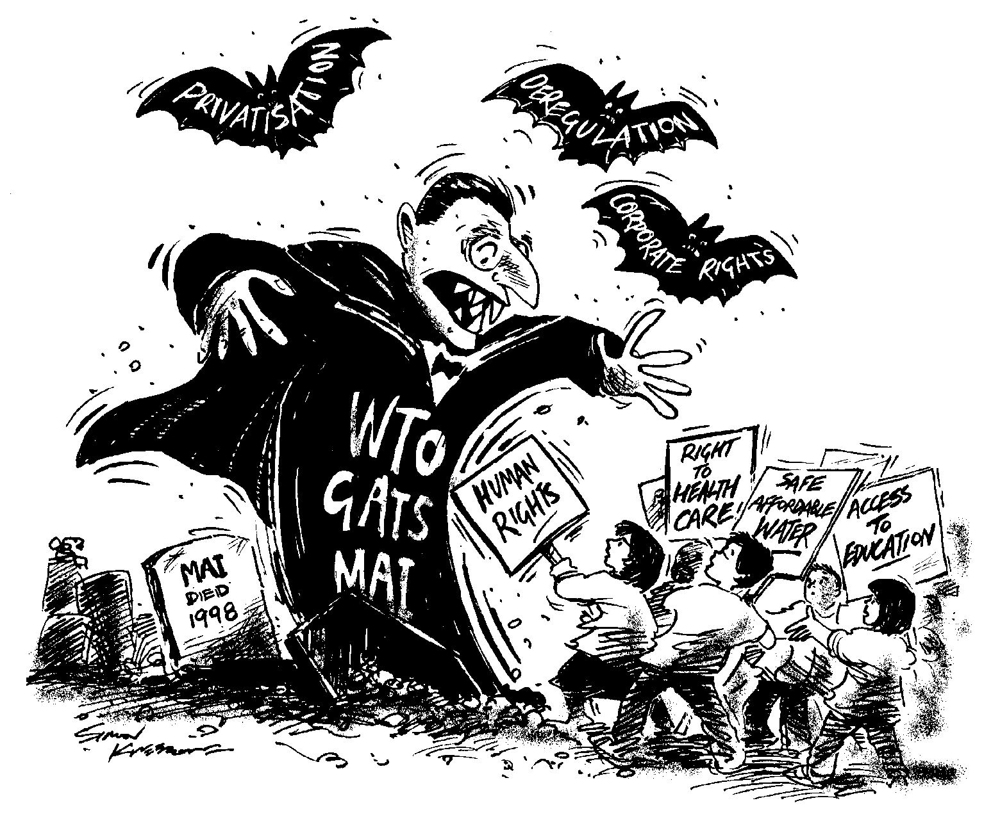 PRIVATISATION
DEREGULATION
CORPORATE RIGHTS
WTO
GATS
MAI
HUMAN
RIGHTS
RIGHT
TO
HEALTH
CARE!
SAFE
AFFORDABLE
WATER
ACCESS
TO
EDUCATION
MAI
DIED
1998
SIMON